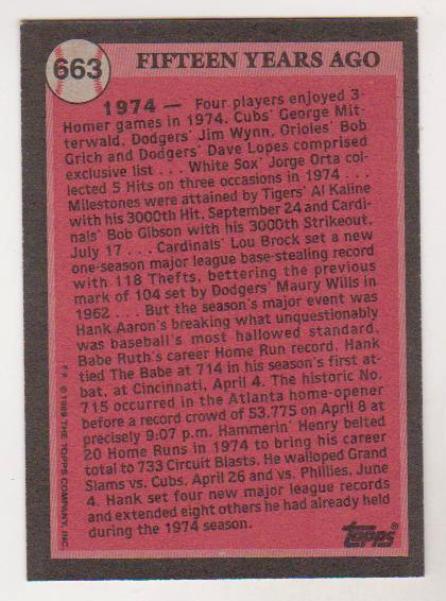 663
FIFTEEN YEARS AGO
1974 — Four players enjoyed 3-
Homer games in 1974. Cubs' George Mit-
terwald, Dodgers' Jim Wynn, Orioles' Bob
Grich and Dodgers' Dave Lopes comprised
exclusive list . . . White Sox' Jorge Orta col-
lected 5 Hits on three occasions in 1974 . . .
Milestones were attained by Tigers' Al Kaline
with his 3000th Hit, September 24 and Cardi-
nals' Bob Gibson with his 3000th Strikeout,
July 17 . . . Cardinals' Lou Brock set a new
one-season major league base-stealing record
with 118 Thefts, bettering the previous
mark of 104 set by Dodgers' Maury Wills in
1962 . . . But the season's major event was
Hank Aaron's breaking what unquestionably
was baseball's most hallowed standard,
Babe Ruth's career Home Run record. Hank
tied The Babe at 714 in his season's first at-
bat, at Cincinnati, April 4. The historic No.
715 occurred in the Atlanta home-opener
before a record crowd of 53,775 on April 8 at
precisely 9:07 p.m. Hammerin' Henry belted
20 Home Runs in 1974 to bring his career
total to 733 Circuit Blasts. He walloped Grand
Slams vs. Cubs, April 26 and vs. Phillies, June
4. Hank set four new major league records
and extended eight others he had already held
during the 1974 season.
© 1989 THE TOPPS COMPANY, INC.
topps®